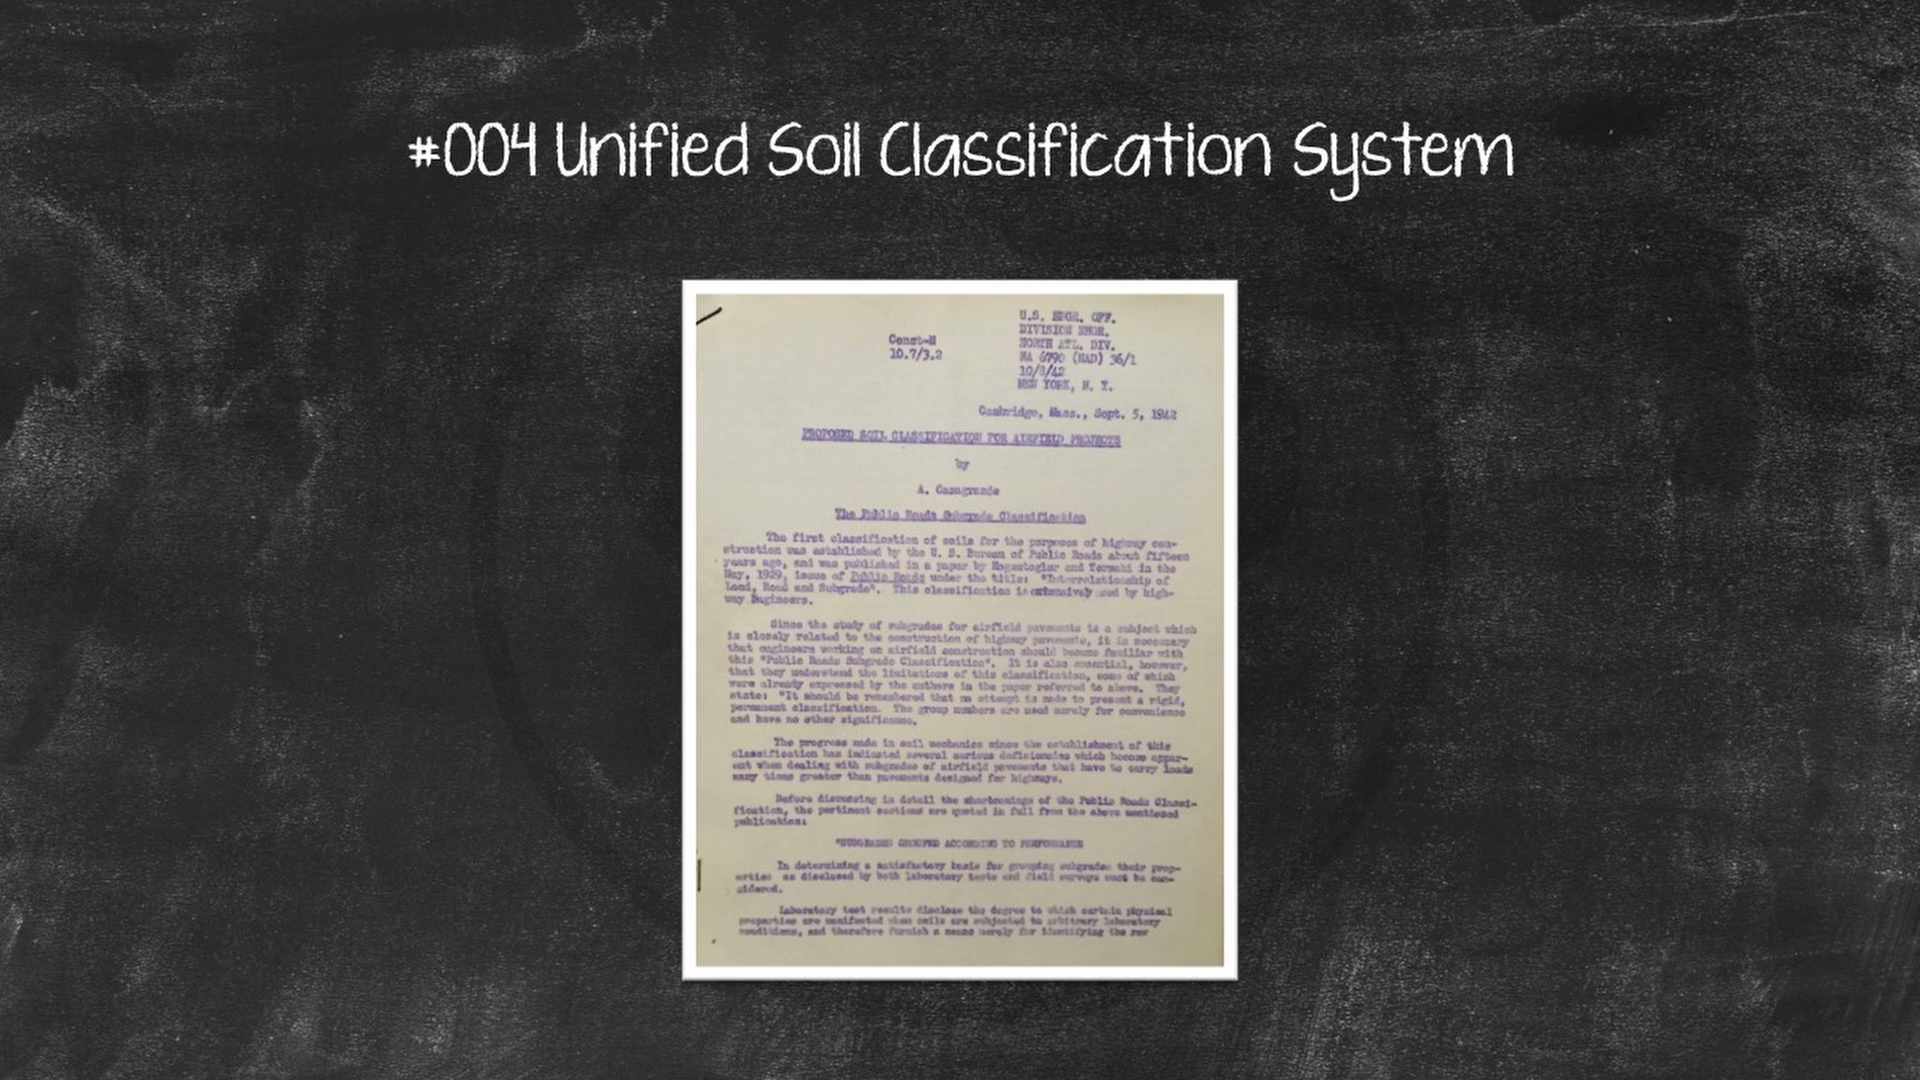 #004 Unified Soil Classification System
U.S. ENGR. OFF.
DIVISION ENGR.
NORTH ATL. DIV.
Const-M
10.7/3.2
NA 6790 (NAD) 36/1
10/8/42
NEW YORK, N. Y.
Cambridge, Mass., Sept. 5, 1942
PROPOSED SOIL CLASSIFICATION FOR AIRFIELD PROJECTS
by
A. Casagrande
The Public Roads Subgrade Classification
The first classification of soils for the purposes of highway con-
struction was established by the U. S. Bureau of Public Roads about fifteen
years ago, and was published in a paper by Hogentogler and Terzaghi in the
May, 1929, issue of Public Roads under the title: "Interrelationship of
Load, Road and Subgrade". This classification is extensively used by high-
way Engineers.
Since the study of subgrades for airfield pavements is a subject which
is closely related to the construction of highway pavements, it is necessary
that engineers working on airfield construction should become familiar with
this "Public Roads Subgrade Classification". It is also essential, however,
that they understand the limitations of this classification, some of which
were already expressed by the authors in the paper referred to above. They
state: "It should be remembered that no attempt is made to present a rigid,
permanent classification. The group numbers are used merely for convenience
and have no other significance.
The progress made in soil mechanics since the establishment of this
classification has indicated several serious deficiencies which become appar-
ent when dealing with subgrades of airfield pavements that have to carry loads
many times greater than pavements designed for highways.
Before discussing in detail the shortcomings of the Public Roads Classi-
fication, the pertinent sections are quoted in full from the above mentioned
publication:
"SUBGRADES GROUPED ACCORDING TO PERFORMANCE
In determining a satisfactory basis for grouping subgrades their prop-
erties as disclosed by both laboratory tests and field surveys must be con-
sidered.
Laboratory test results disclose the degree to which certain physical
properties are manifested when soils are subjected to arbitrary laboratory
conditions, and therefore furnish a means merely for identifying the raw